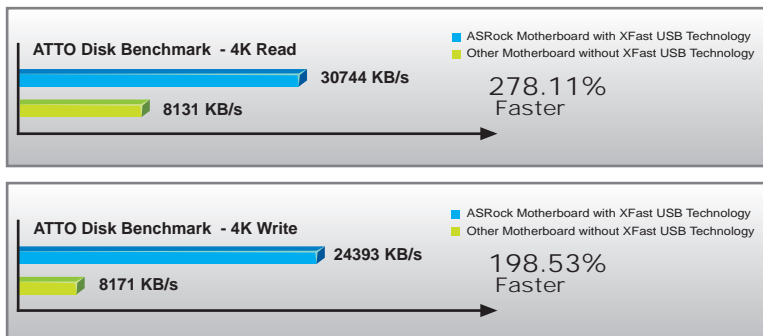 ATTO Disk Benchmark - 4K Read
ASRock Motherboard with XFast USB Technology
Other Motherboard without XFast USB Technology
30744 KB/s
8131 KB/s
278.11%
Faster
ATTO Disk Benchmark - 4K Write
ASRock Motherboard with XFast USB Technology
Other Motherboard without XFast USB Technology
24393 KB/s
8171 KB/s
198.53%
Faster